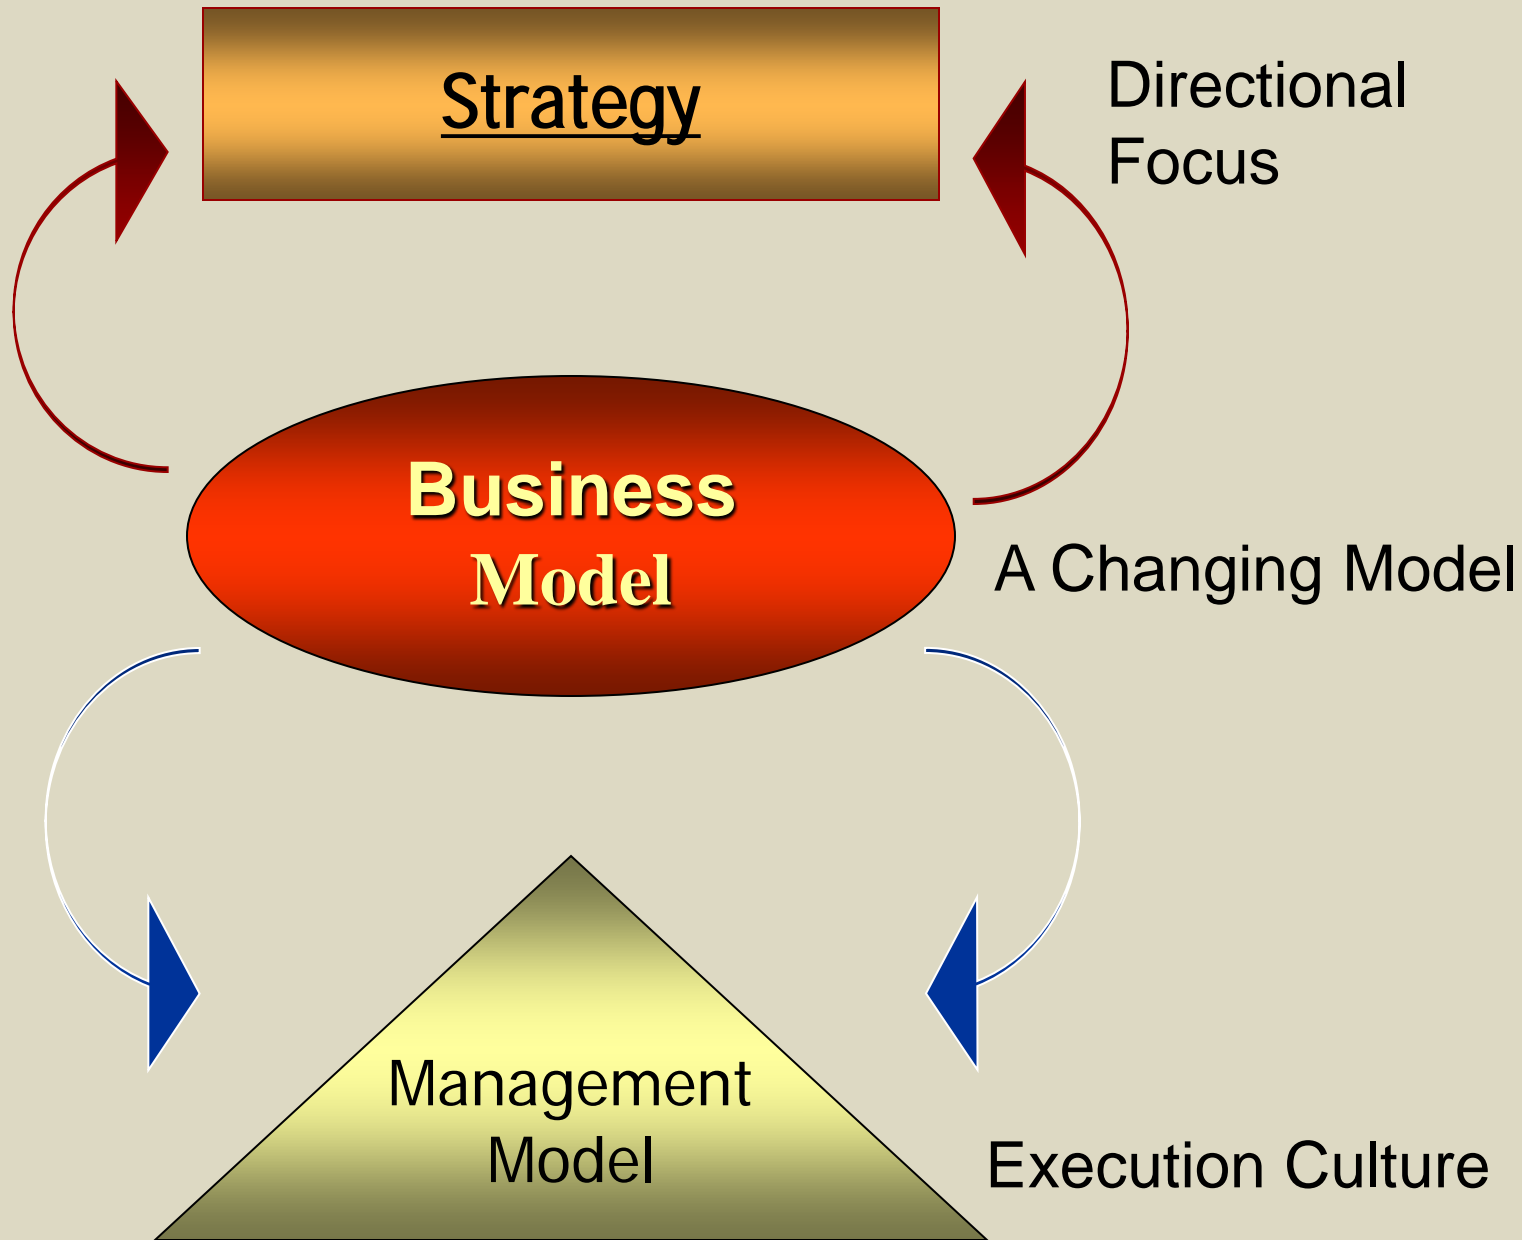 Strategy
Directional
Focus
Business
Model
A Changing Model
Management
Model
Execution Culture